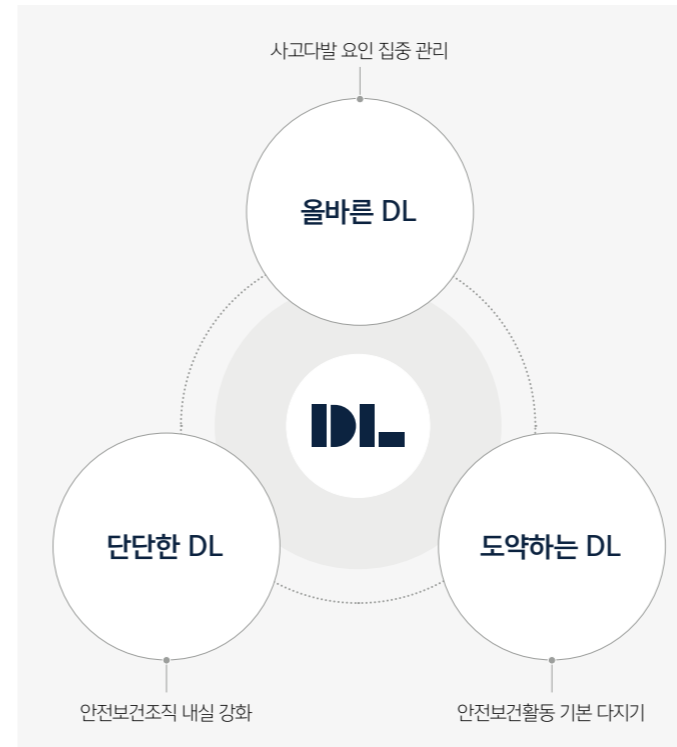 사고다발 요인 집중 관리
올바른 DL
DL
단단한 DL
도약하는 DL
안전보건조직 내실 강화
안전보건활동 기본 다지기